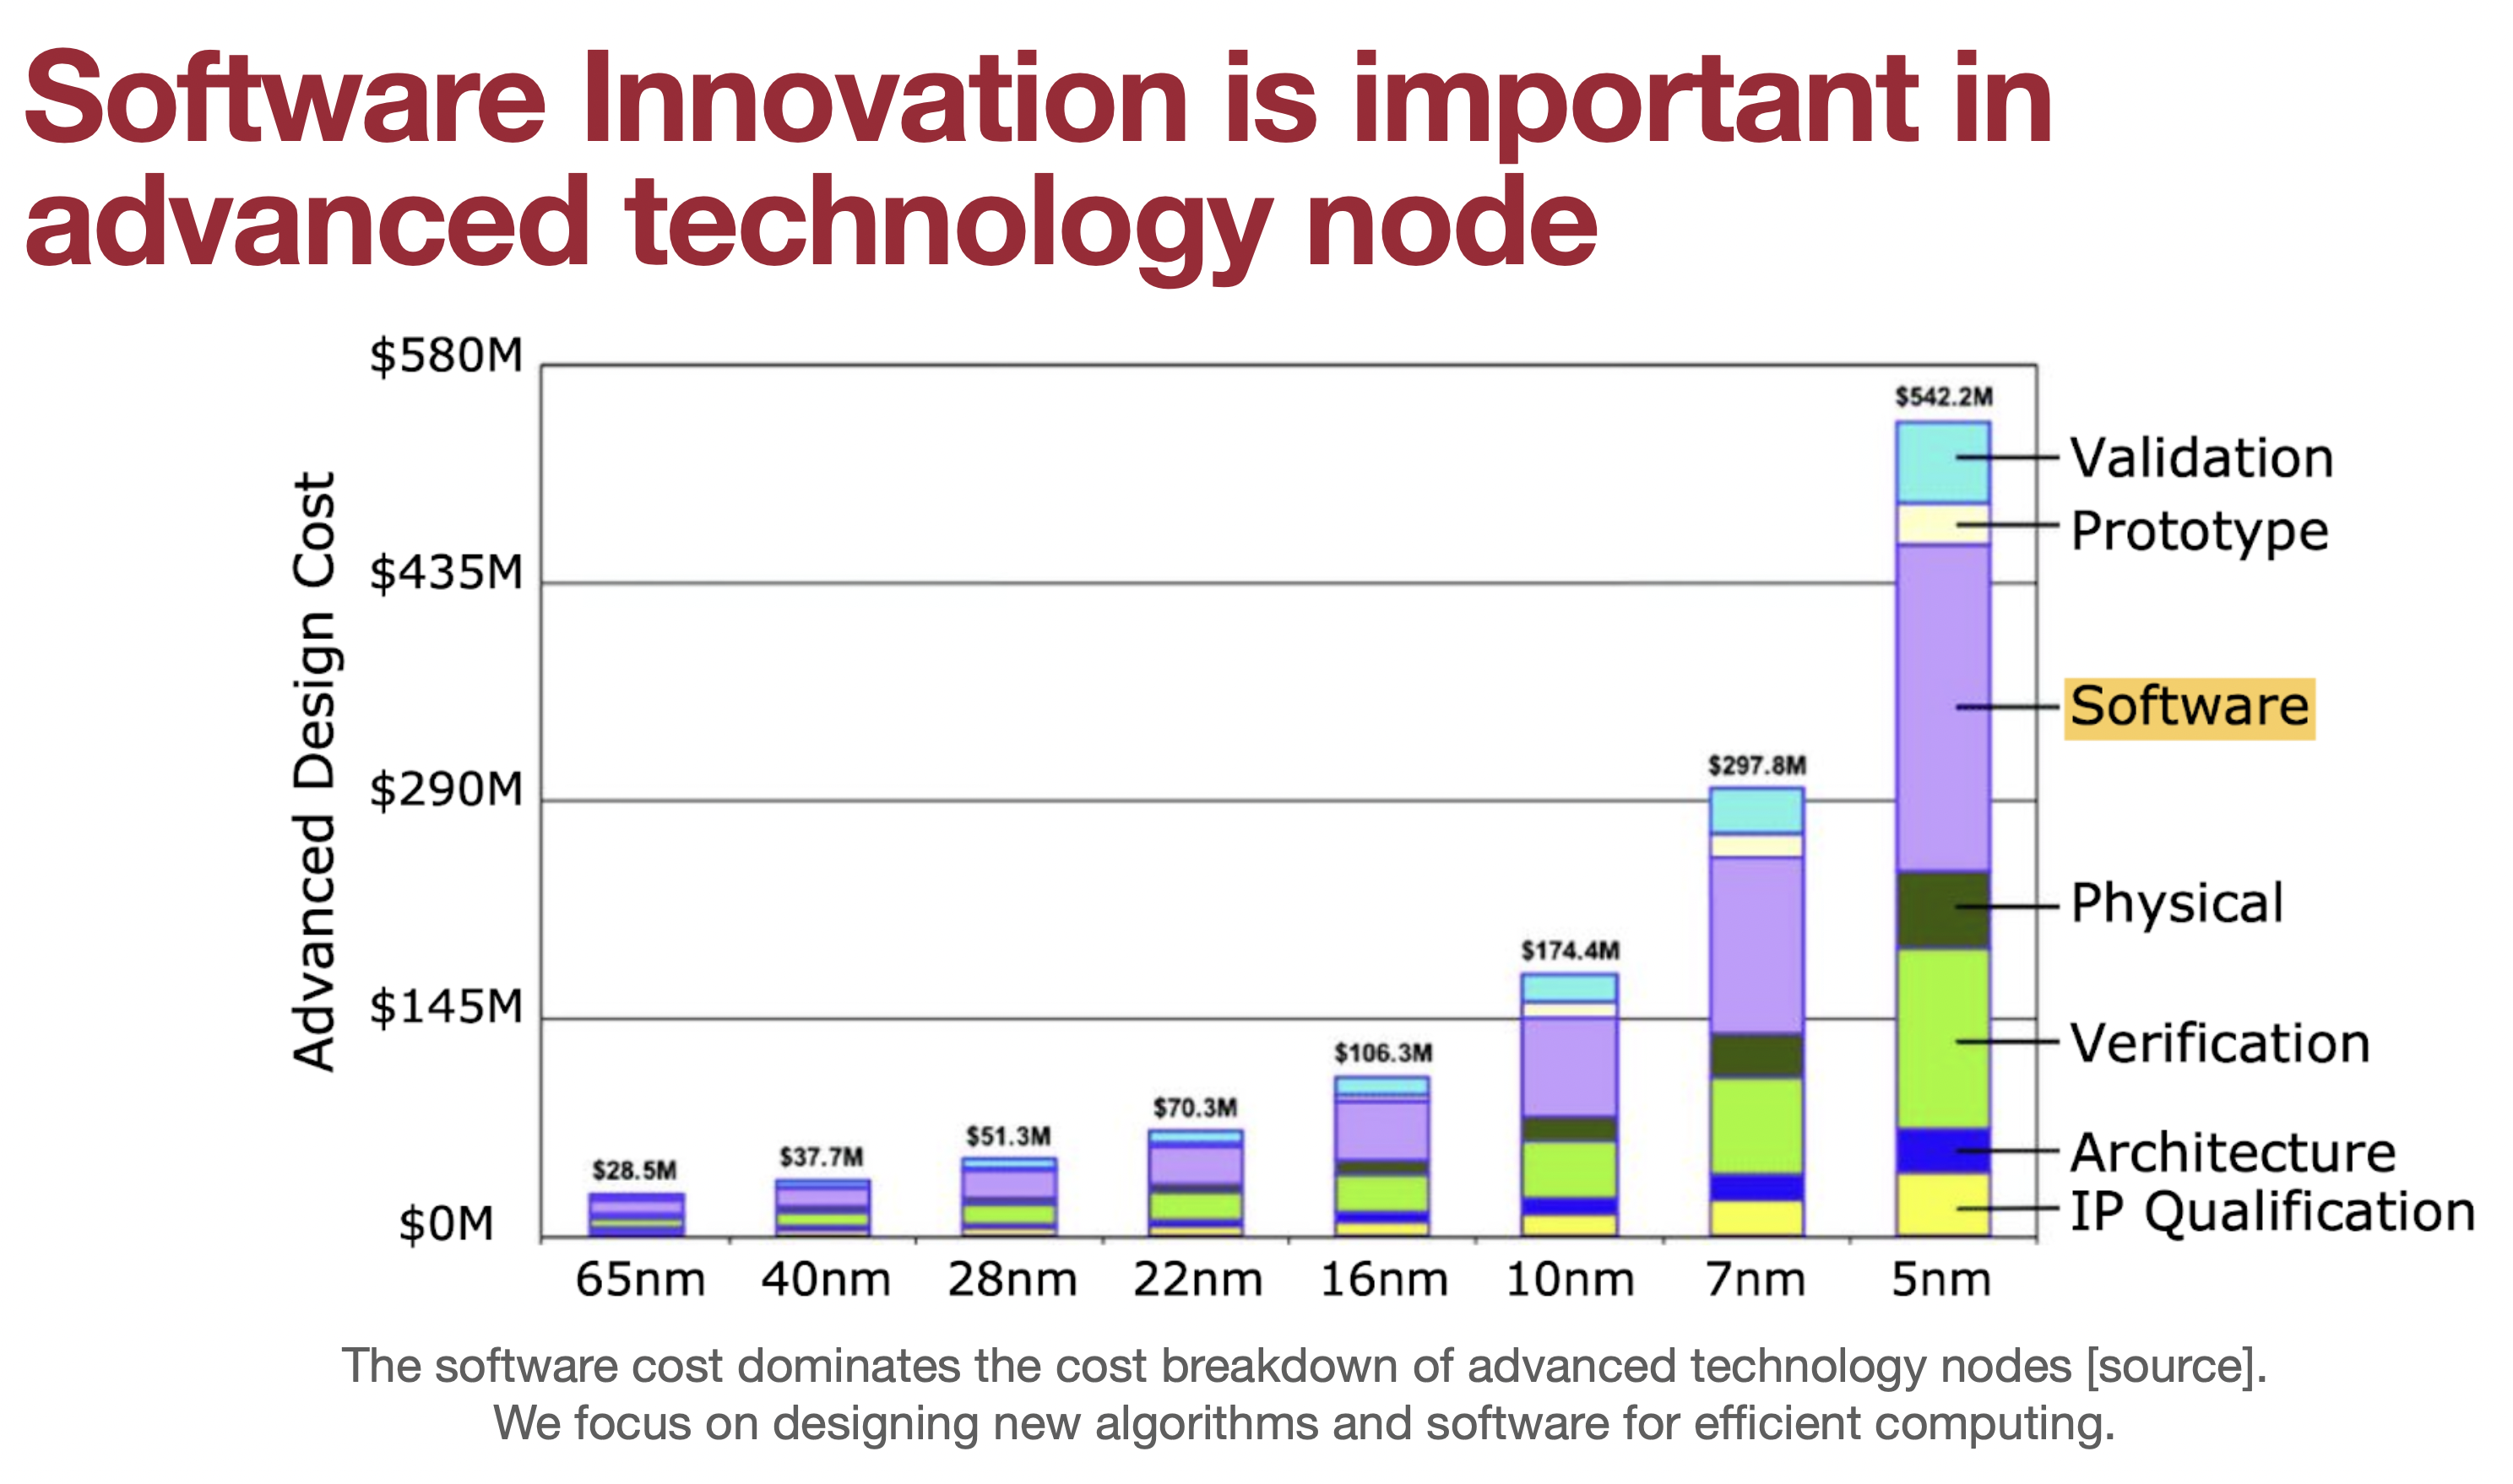 Software Innovation is important in
advanced technology node
$580M
$542.2M
Validation
Prototype
$435M
Advanced Design Cost
Software
$297.8M
$290M
Physical
$174.4M
$145M
Verification
$106.3M
$70.3M
$51.3M
$37.7M
$28.5M
Architecture
IP Qualification
$0M
65nm 40nm 28nm 22nm 16nm 10nm 7nm 5nm
The software cost dominates the cost breakdown of advanced technology nodes [source].
We focus on designing new algorithms and software for efficient computing.